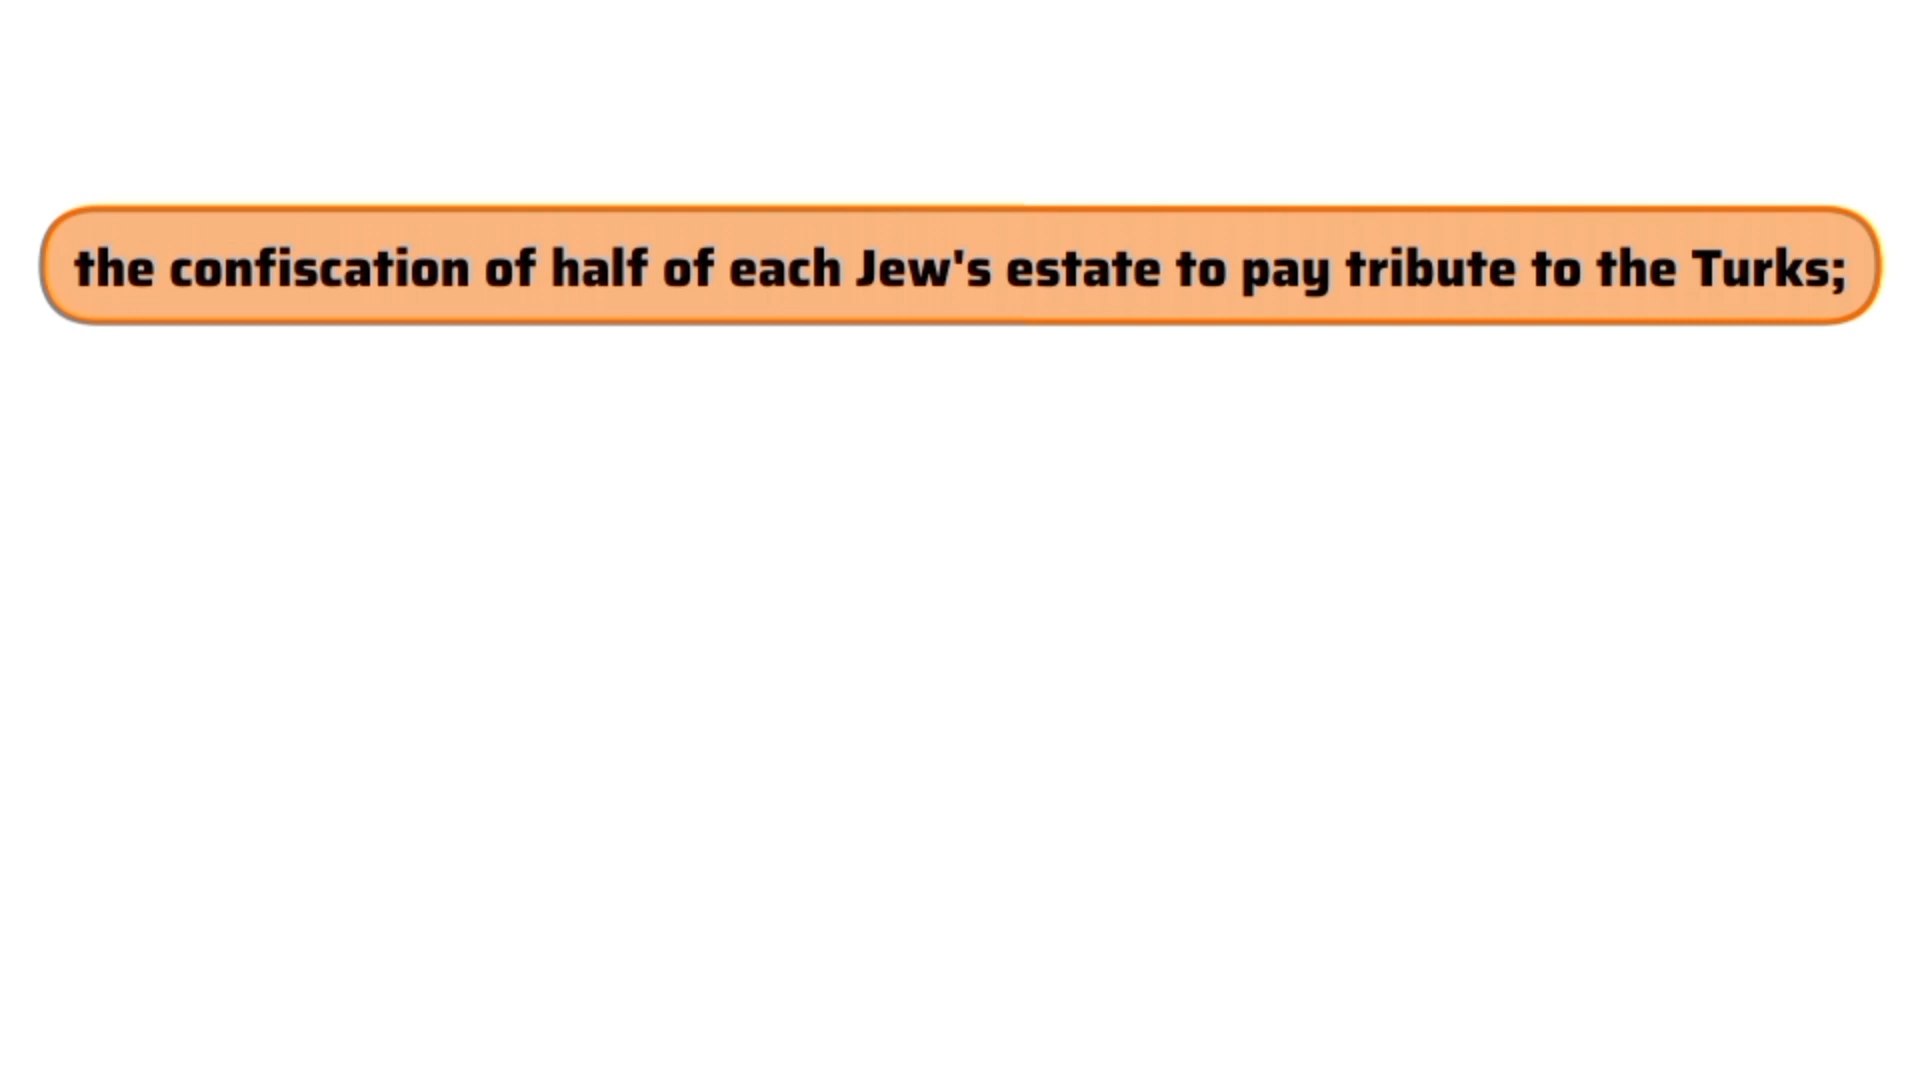 the confiscation of half of each Jew's estate to pay tribute to the Turks;